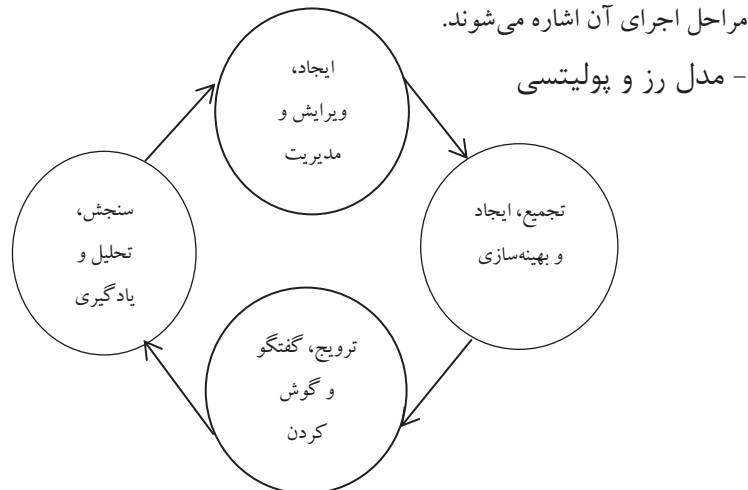 مراحل اجرای آن اشاره می‌شوند.
- مدل رز و پولیتسی
ایجاد،
ویرایش و
مدیریت
تجمیع، ایجاد
و بهینه‌سازی
ترویج، گفتگو
و گوش
کردن
سنجش،
تحلیل و
یادگیری